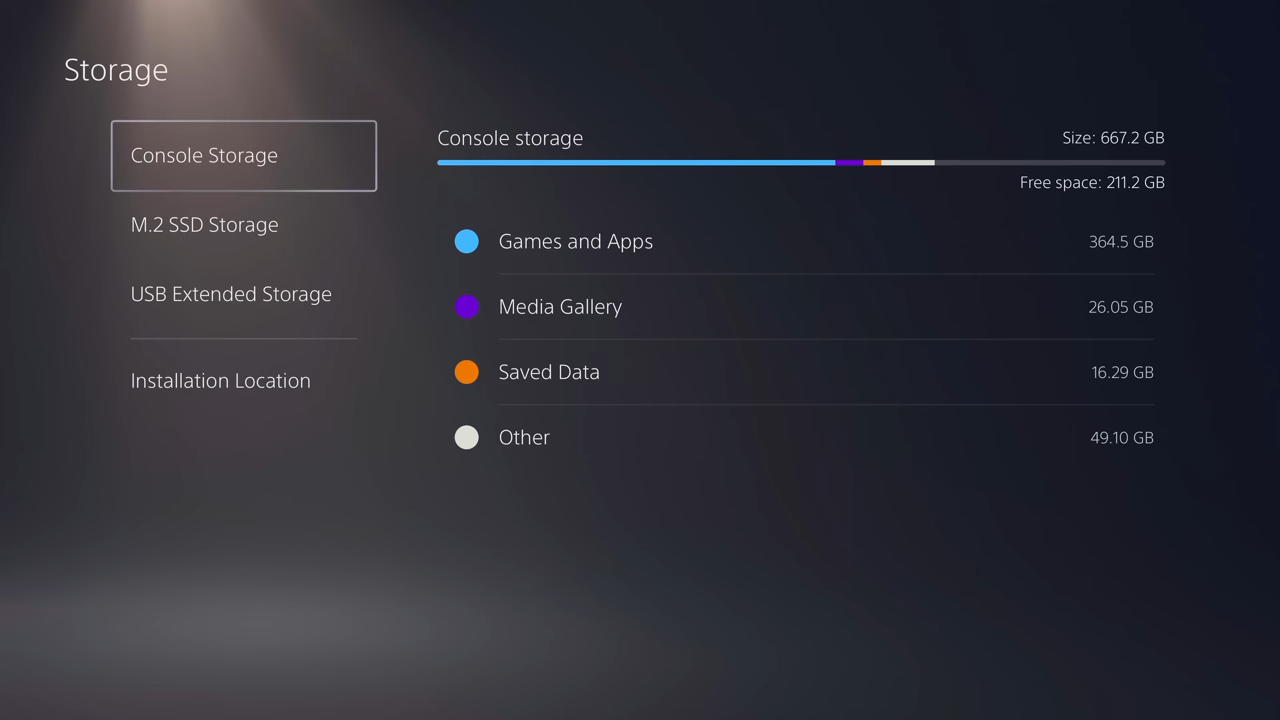 Storage
Console Storage
M.2 SSD Storage
USB Extended Storage
Installation Location
Console storage
Size: 667.2 GB
Free space: 211.2 GB
Games and Apps 364.5 GB
Media Gallery 26.05 GB
Saved Data 16.29 GB
Other 49.10 GB